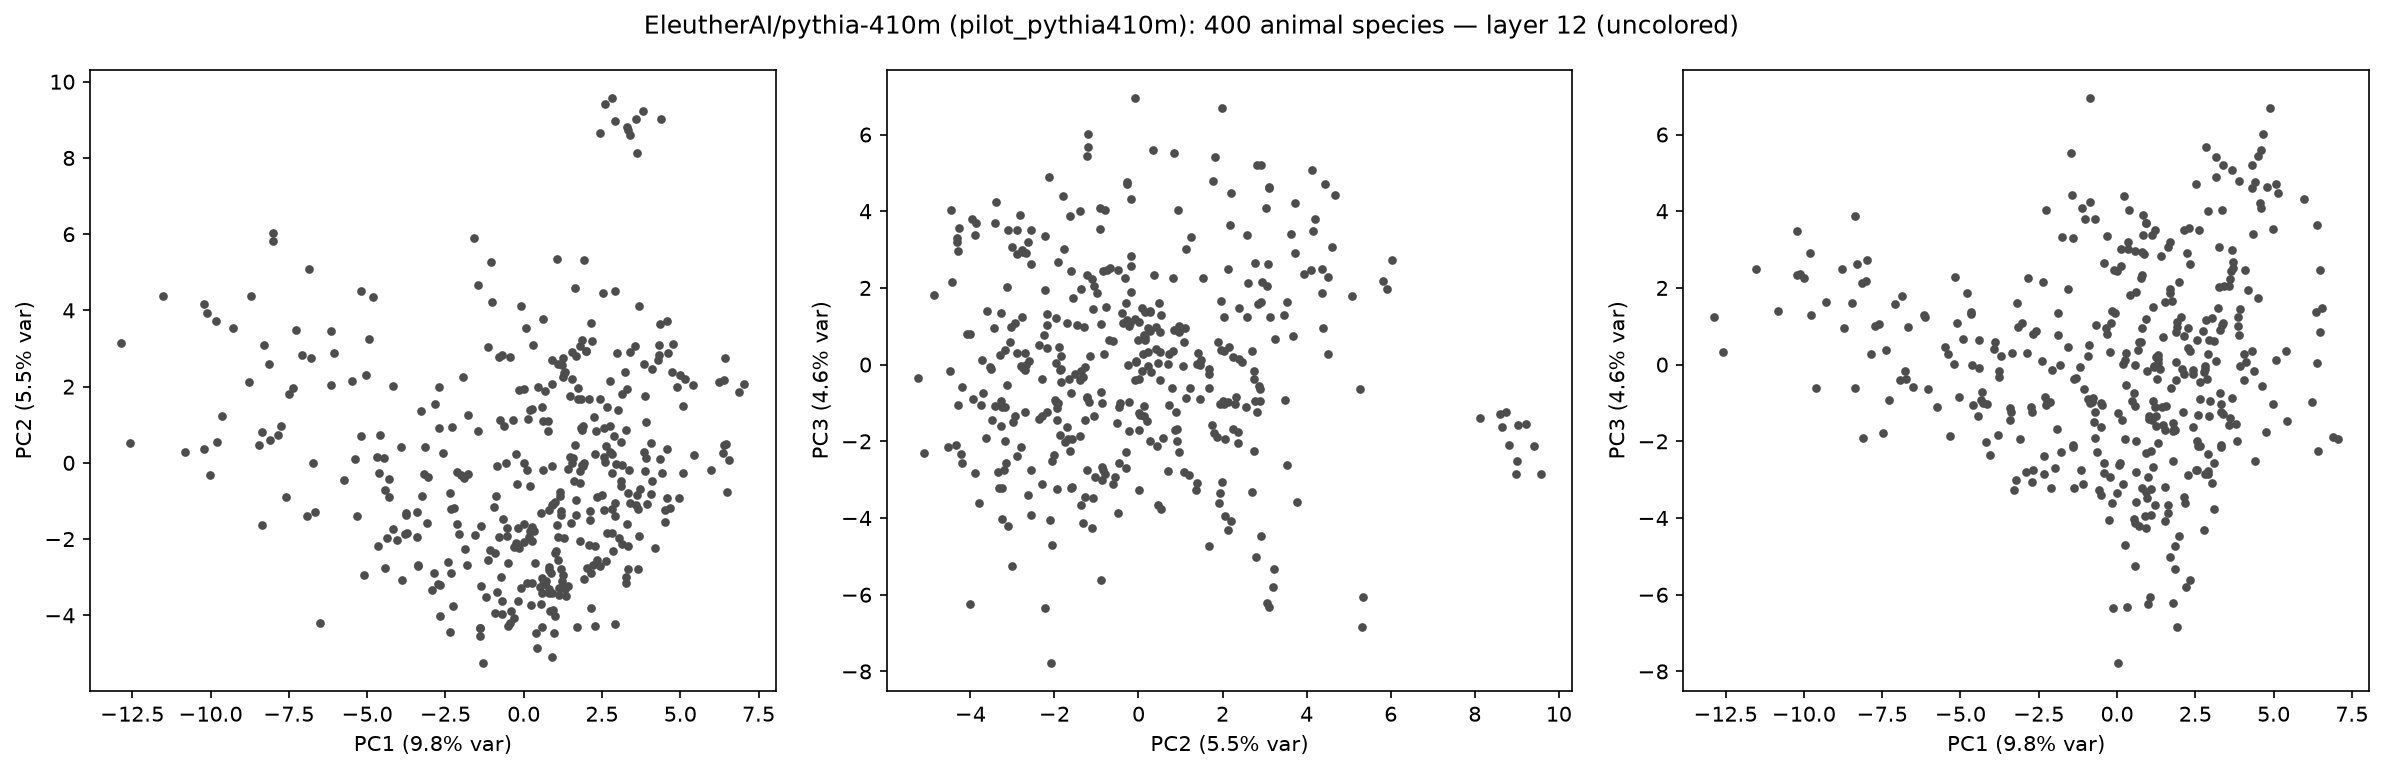 EleutherAI/pythia-410m (pilot_pythia410m): 400 animal species — layer 12 (uncolored)
10
8
6
4
2
0
−2
−4
PC2 (5.5% var)
−12.5 −10.0 −7.5 −5.0 −2.5 0.0 2.5 5.0 7.5
PC1 (9.8% var)
6
4
2
0
−2
−4
−6
−8
PC3 (4.6% var)
−4 −2 0 2 4 6 8 10
PC2 (5.5% var)
6
4
2
0
−2
−4
−6
−8
PC3 (4.6% var)
−12.5 −10.0 −7.5 −5.0 −2.5 0.0 2.5 5.0 7.5
PC1 (9.8% var)